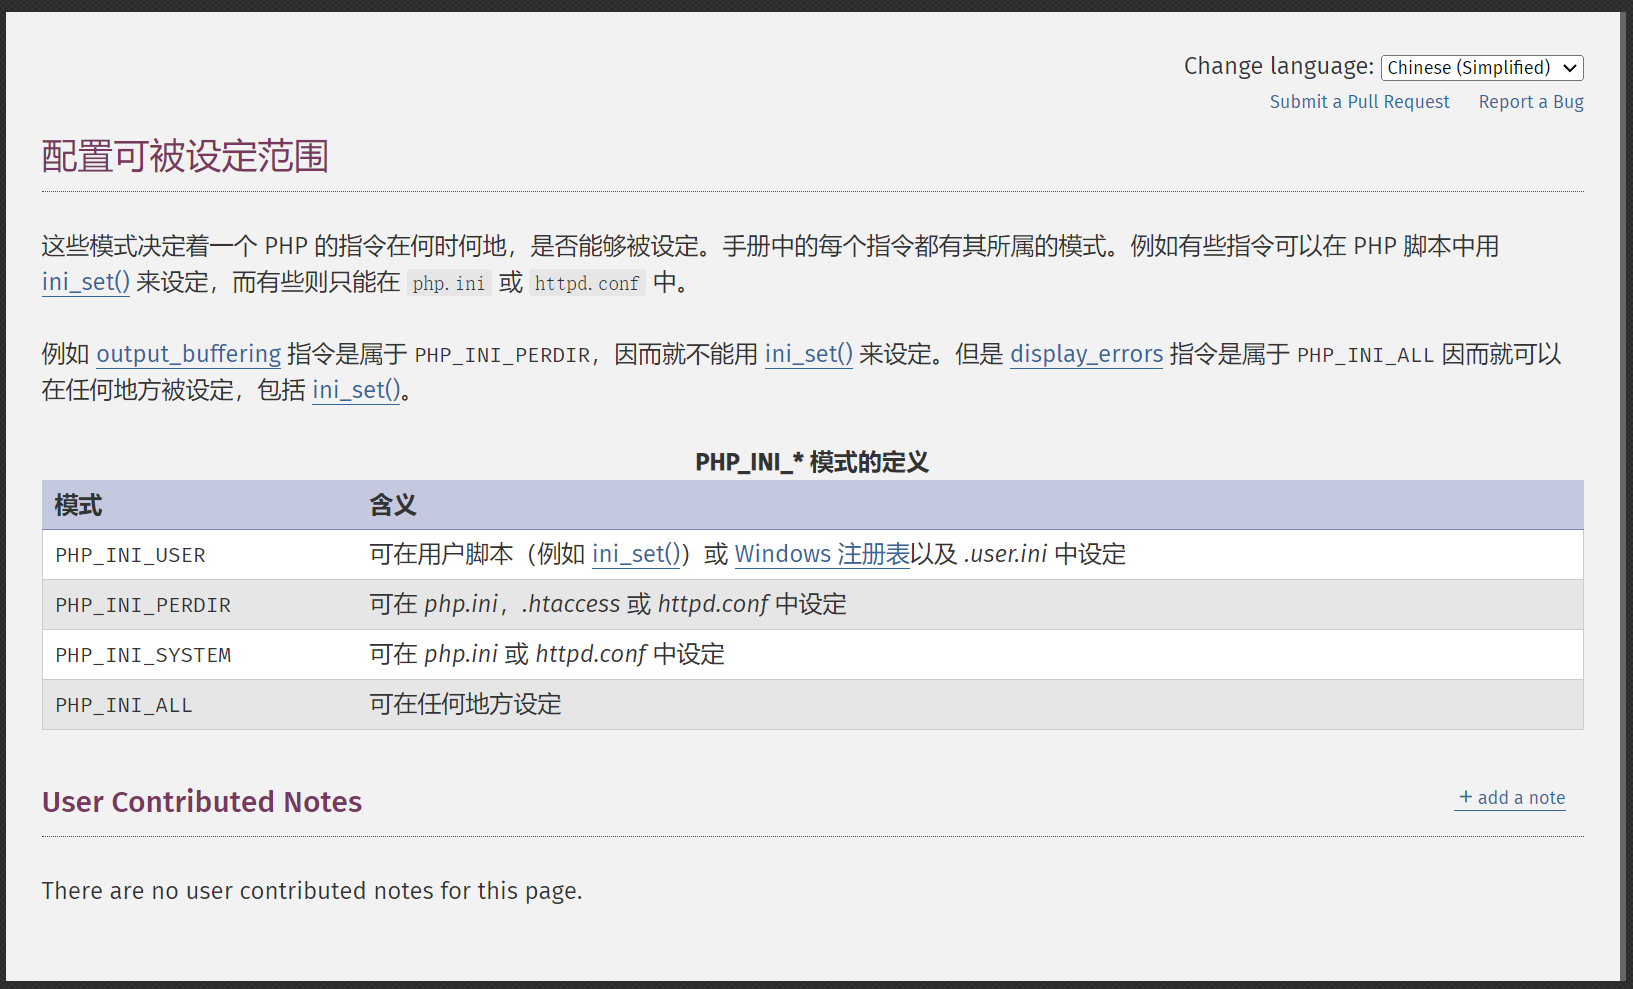 Change language: Chinese (Simplified)
Submit a Pull Request Report a Bug
配置可被设定范围
这些模式决定着一个 PHP 的指令在何时何地，是否能够被设定。手册中的每个指令都有其所属的模式。例如有些指令可以在 PHP 脚本中用
ini_set() 来设定，而有些则只能在 php.ini 或 httpd.conf 中。
例如 output_buffering 指令是属于 PHP_INI_PERDIR，因而就不能用 ini_set() 来设定。但是 display_errors 指令是属于 PHP_INI_ALL 因而就可以
在任何地方被设定，包括 ini_set()。
PHP_INI_* 模式的定义
模式 含义
PHP_INI_USER 可在用户脚本（例如 ini_set()）或 Windows 注册表以及 .user.ini 中设定
PHP_INI_PERDIR 可在 php.ini，.htaccess 或 httpd.conf 中设定
PHP_INI_SYSTEM 可在 php.ini 或 httpd.conf 中设定
PHP_INI_ALL 可在任何地方设定
User Contributed Notes
+ add a note
There are no user contributed notes for this page.